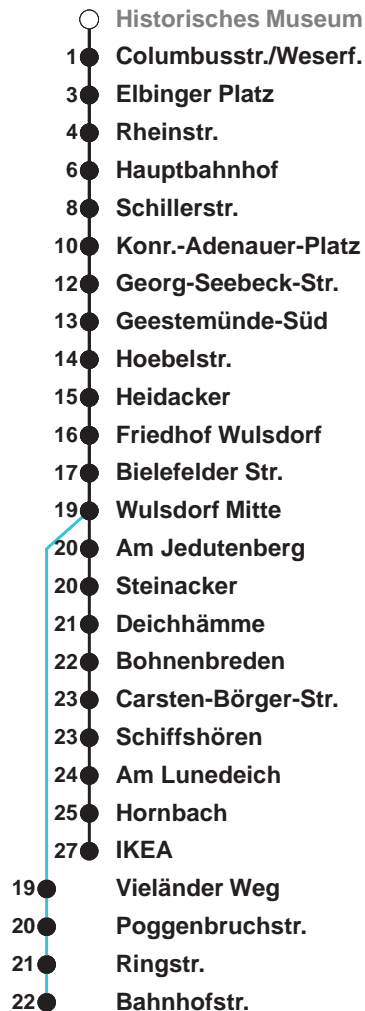 Historisches Museum
1 Columbusstr./Weserf.
3 Elbinger Platz
4 Rheinstr.
6 Hauptbahnhof
8 Schillerstr.
10 Konr.-Adenauer-Platz
12 Georg-Seebeck-Str.
13 Geestemünde-Süd
14 Hoebelstr.
15 Heidacker
16 Friedhof Wulsdorf
17 Bielefelder Str.
19 Wulsdorf Mitte
20 Am Jedutenberg
20 Steinacker
21 Deichhämme
22 Bohnenbreden
23 Carsten-Börger-Str.
23 Schiffshören
24 Am Lunedeich
25 Hornbach
27 IKEA
19 Vieländer Weg
20 Poggenbruchstr.
21 Ringstr.
22 Bahnhofstr.